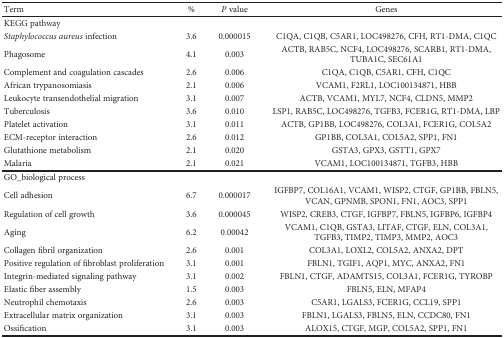 Term % P value Genes
KEGG pathway
Staphylococcus aureus infection 3.6 0.000015 C1QA, C1QB, C5AR1, LOC498276, CFH, RT1-DMA, C1QC
Phagosome 4.1 0.003 ACTB, RAB5C, NCF4, LOC498276, SCARB1, RT1-DMA,
TUBA1C, SEC61A1
Complement and coagulation cascades 2.6 0.006 C1QA, C1QB, C5AR1, CFH, C1QC
African trypanosomiasis 2.1 0.006 VCAM1, F2RL1, LOC100134871, HBB
Leukocyte transendothelial migration 3.1 0.007 ACTB, VCAM1, MYL7, NCF4, CLDN5, MMP2
Tuberculosis 3.6 0.010 LSP1, RAB5C, LOC498276, TGFB3, FCER1G, RT1-DMA, LBP
Platelet activation 3.1 0.011 ACTB, GP1BB, LOC498276, COL3A1, FCER1G, COL5A2
ECM-receptor interaction 2.6 0.012 GP1BB, COL3A1, COL5A2, SPP1, FN1
Glutathione metabolism 2.1 0.020 GSTA3, GPX3, GSTT1, GPX7
Malaria 2.1 0.021 VCAM1, LOC100134871, TGFB3, HBB
GO_biological process
Cell adhesion 6.7 0.000017 IGFBP7, COL16A1, VCAM1, WISP2, CTGF, GP1BB, FBLN5,
VCAN, GPNMB, SPON1, FN1, AOC3, SPP1
Regulation of cell growth 3.6 0.000045 WISP2, CREB3, CTGF, IGFBP7, FBLN5, IGFBP6, IGFBP4
Aging 6.2 0.00042 VCAM1, C1QB, GSTA3, LITAF, CTGF, ELN, COL3A1,
TGFB3, TIMP2, TIMP3, MMP2, AOC3
Collagen fibril organization 2.6 0.001 COL3A1, LOXL2, COL5A2, ANXA2, DPT
Positive regulation of fibroblast proliferation 3.1 0.001 FBLN1, TGIF1, AQP1, MYC, ANXA2, FN1
Integrin-mediated signaling pathway 3.1 0.002 FBLN1, CTGF, ADAMTS15, COL3A1, FCER1G, TYROBP
Elastic fiber assembly 1.5 0.003 FBLN5, ELN, MFAP4
Neutrophil chemotaxis 2.6 0.003 C5AR1, LGALS3, FCER1G, CCL19, SPP1
Extracellular matrix organization 3.1 0.003 FBLN1, LGALS3, FBLN5, ELN, CCDC80, FN1
Ossification 3.1 0.003 ALOX15, CTGF, MGP, COL5A2, SPP1, FN1